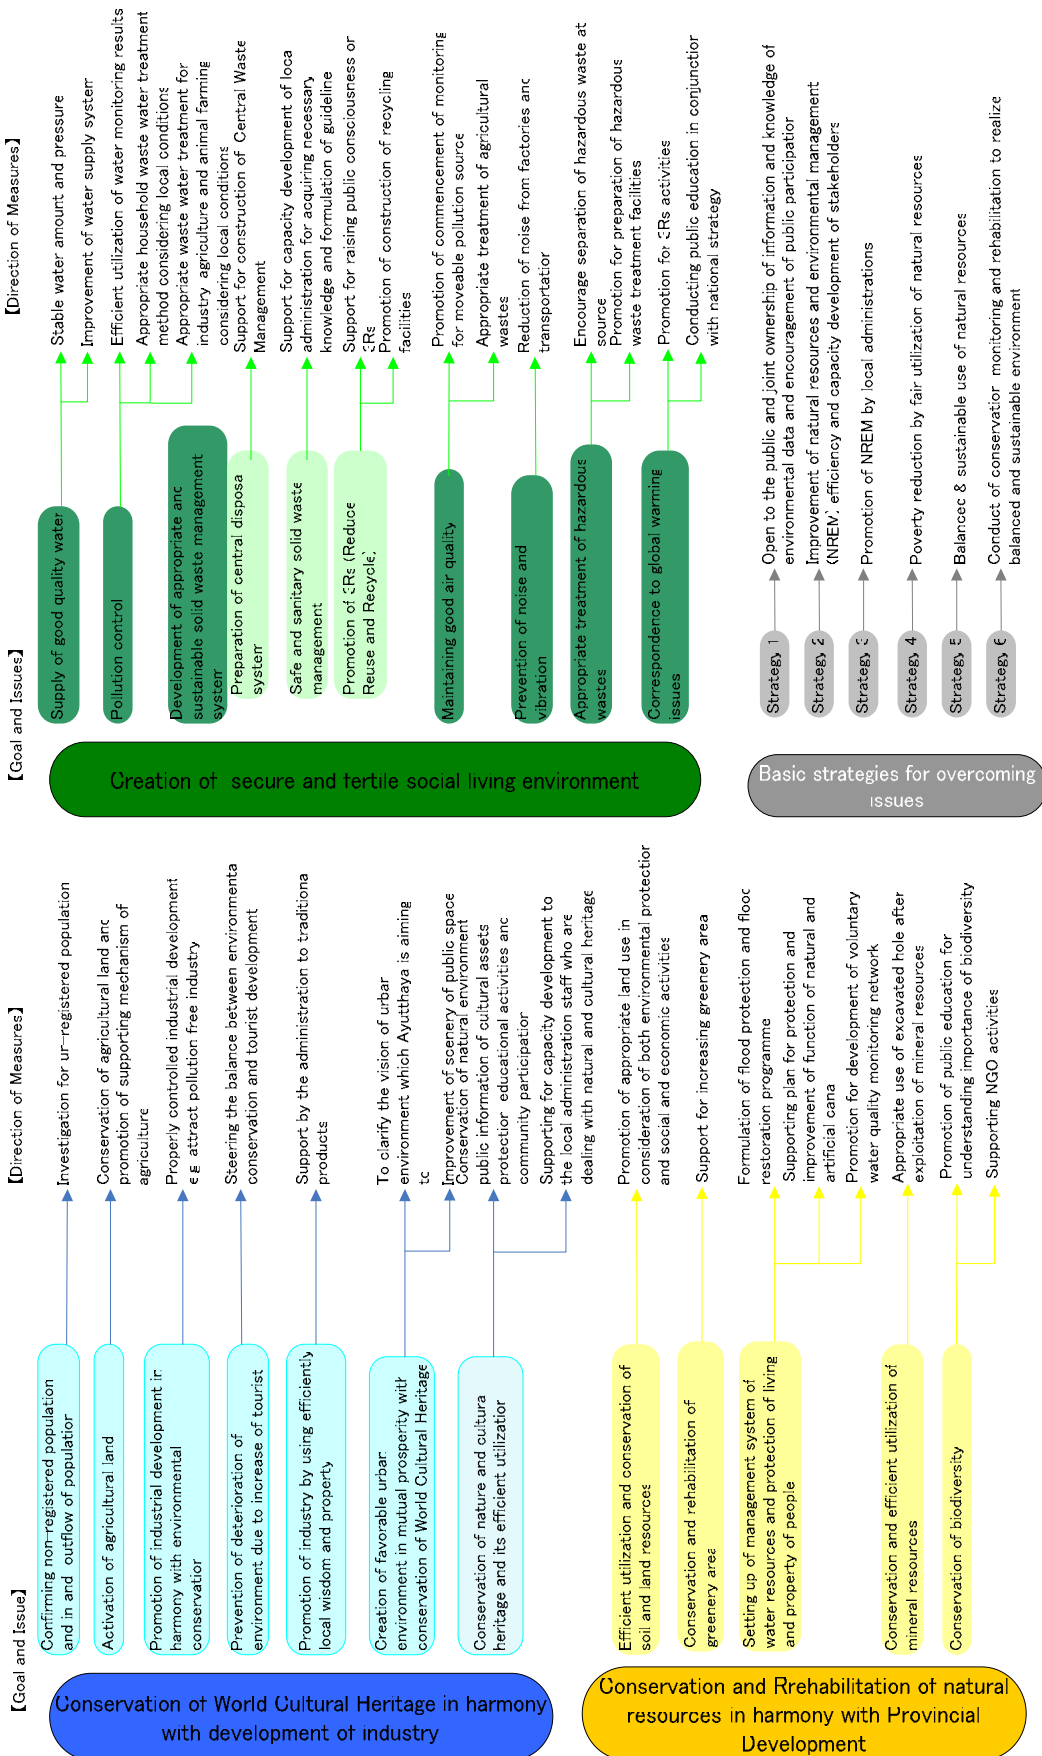 【Goal and Issue】
【Direction of Measures】
Conservation of World Cultural Heritage in harmony
with development of industry
Confirming non-registered population
and in and outflow of population
Investigation for un-registered population
Activation of agricultural land
Conservation of agricultural land and
promotion of supporting mechanism of
agriculture
Promotion of industrial development in
harmony with environmental
conservation
Properly controlled industrial development
e.g. attract pollution free industry
Prevention of deterioration of
environment due to increase of tourist
Steering the balance between environmental
conservation and tourist development
Promotion of industry by using efficiently
local wisdom and property
Support by the administration to traditional
products
Creation of favorable urban
environment in mutual prosperity with
conservation of World Cultural Heritage
To clarify the vision of urban
environment which Ayutthaya is aiming
to
Improvement of scenery of public space
Conservation of nature and cultural
heritage and its efficient utilization
Conservation of natural environment
public information of cultural assets
protection educational activities and
community participation
Supporting for capacity development to
the local administration staff who are
dealing with natural and cultural heritage
Conservation and Rrehabilitation of natural
resources in harmony with Provincial
Development
Efficient utilization and conservation of
soil and land resources
Promotion of appropriate land use in
consideration of both environmental protection
and social and economic activities
Conservation and rehabilitation of
greenery area
Support for increasing greenery area
Setting up of management system of
water resources and protection of living
and property of people
Formulation of flood protection and flood
restoration programme
Supporting plan for protection and
improvement of function of natural and
artificial canal
Promotion for development of voluntary
water quality monitoring network
Conservation and efficient utilization of
mineral resources
Appropriate use of excavated hole after
exploitation of mineral resources
Conservation of biodiversity
Promotion of public education for
understanding importance of biodiversity
Supporting NGO activities
【Goal and Issues】
【Direction of Measures】
Creation of secure and fertile social living environment
Supply of good quality water
Stable water amount and pressure
Improvement of water supply system
Pollution control
Efficient utilization of water monitoring results
Appropriate household waste water treatment
method considering local conditions
Appropriate waste water treatment for
industry agriculture and animal farming
considering local conditions
Development of appropriate and
sustainable solid waste management
system
Preparation of central disposal
system
Support for construction of Central Waste
Management
Safe and sanitary solid waste
management
Support for capacity development of local
administration for acquiring necessary
knowledge and formulation of guideline
Promotion of 3Rs (Reduce
Reuse and Recycle)
Support for raising public consciousness on
3Rs
Promotion of construction of recycling
facilities
Maintaining good air quality
Promotion of commencement of monitoring
for moveable pollution source
Appropriate treatment of agricultural
wastes
Prevention of noise and
vibration
Reduction of noise from factories and
transportation
Appropriate treatment of hazardous
wastes
Encourage separation of hazardous waste at
source
Promotion for preparation of hazardous
waste treatment facilities
Correspondence to global warming
issues
Promotion for 3Rs activities
Conducting public education in conjunction
with national strategy
Basic strategies for overcoming
issues
Strategy 1
Open to the public and joint ownership of information and knowledge of
environmental data and encouragement of public participation
Strategy 2
Improvement of natural resources and environmental management
(NREM), efficiency and capacity development of stakeholders
Strategy 3
Promotion of NREM by local administrations
Strategy 4
Poverty reduction by fair utilization of natural resources
Strategy 5
Balanced & sustainable use of natural resources
Strategy 6
Conduct of conservation monitoring and rehabilitation to realize
balanced and sustainable environment